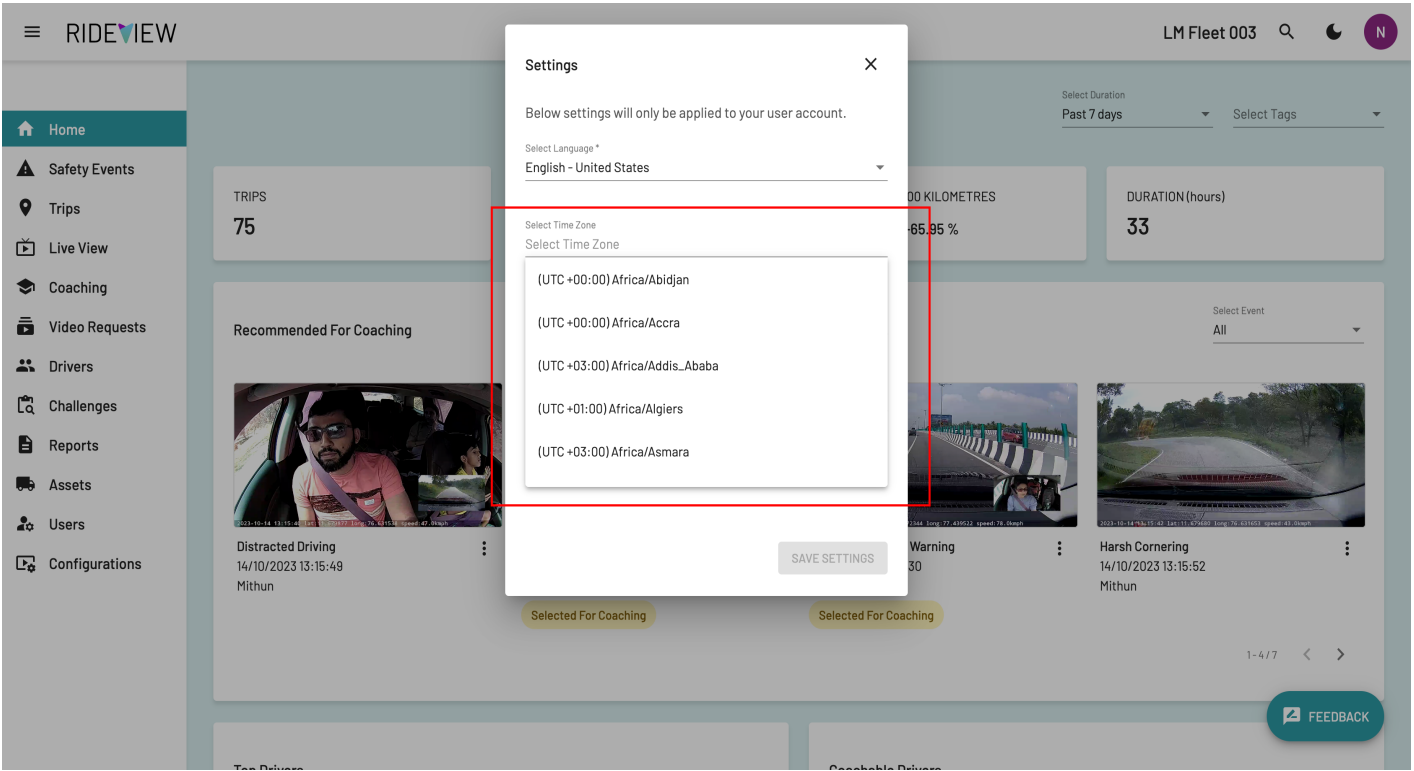 RIDEVIEW
LM Fleet 003
N
Settings
Below settings will only be applied to your user account.
Select Language *
English - United States
Select Time Zone
Select Time Zone
(UTC +00:00) Africa/Abidjan
(UTC +00:00) Africa/Accra
(UTC +03:00) Africa/Addis_Ababa
(UTC +01:00) Africa/Algiers
(UTC +03:00) Africa/Asmara
SAVE SETTINGS
Home
Safety Events
Trips
Live View
Coaching
Video Requests
Drivers
Challenges
Reports
Assets
Users
Configurations
Select Duration
Past 7 days
Select Tags
TRIPS
75
00 KILOMETRES
-65.95 %
DURATION (hours)
33
Recommended For Coaching
Select Event
All
Distracted Driving
14/10/2023 13:15:49
Mithun
Selected For Coaching
Warning
30
Selected For Coaching
Harsh Cornering
14/10/2023 13:15:52
Mithun
1 - 4 / 7
FEEDBACK
Top Drivers
Coachable Drivers